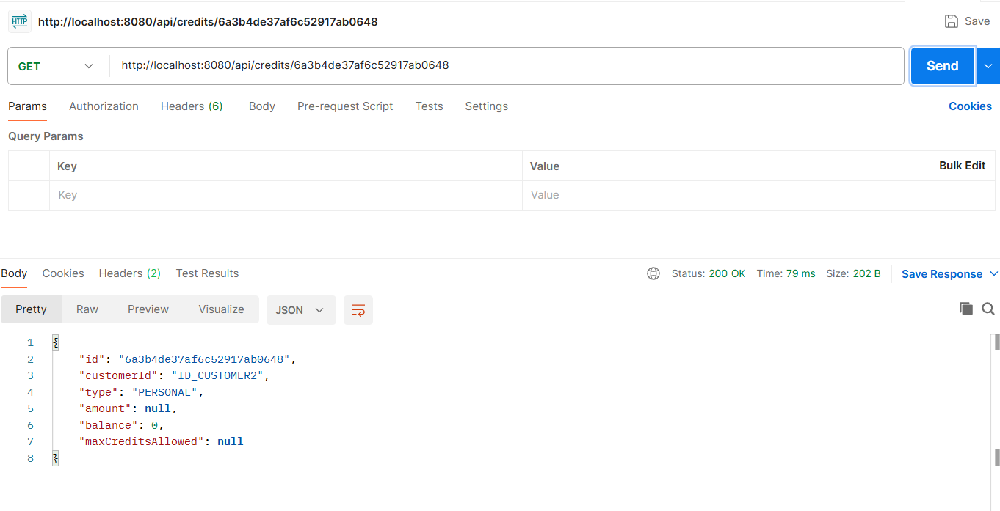 HTTP http://localhost:8080/api/credits/6a3b4de37af6c52917ab0648 Save
GET http://localhost:8080/api/credits/6a3b4de37af6c52917ab0648 Send
Params Authorization Headers (6) Body Pre-request Script Tests Settings Cookies
Query Params
Key Value Bulk Edit
Key Value
Body Cookies Headers (2) Test Results Status: 200 OK Time: 79 ms Size: 202 B Save Response
Pretty Raw Preview Visualize JSON
1 {
2 "id": "6a3b4de37af6c52917ab0648",
3 "customerId": "ID_CUSTOMER2",
4 "type": "PERSONAL",
5 "amount": null,
6 "balance": 0,
7 "maxCreditsAllowed": null
8 }